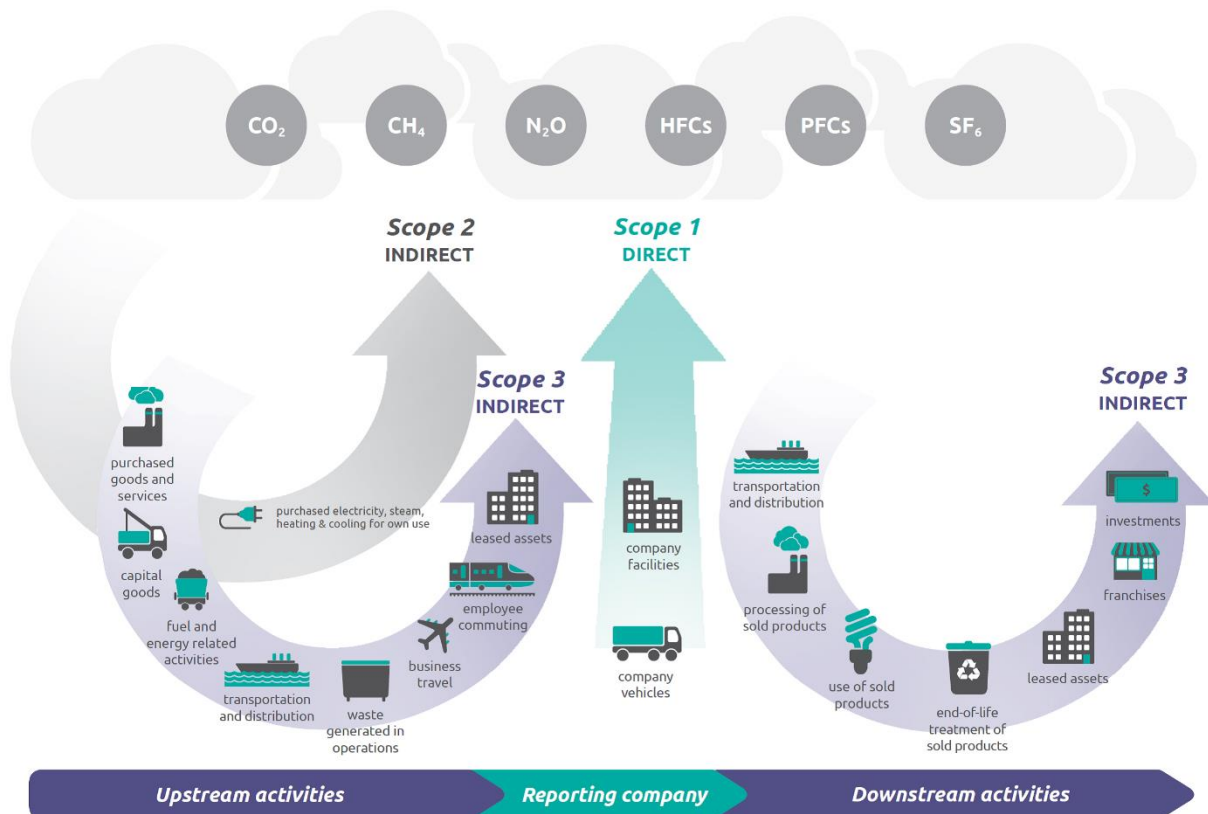 CO₂
CH₄
N₂O
HFCs
PFCs
SF₆
Scope 2
INDIRECT
Scope 1
DIRECT
Scope 3
INDIRECT
Scope 3
INDIRECT
purchased
goods and
services
capital
goods
fuel and
energy related
activities
purchased electricity, steam,
heating & cooling for own use
transportation
and distribution
waste
generated in
operations
business
travel
employee
commuting
leased assets
company
facilities
company
vehicles
transportation
and distribution
processing of
sold products
use of sold
products
end-of-life
treatment of
sold products
leased assets
franchises
$
investments
Upstream activities
Reporting company
Downstream activities